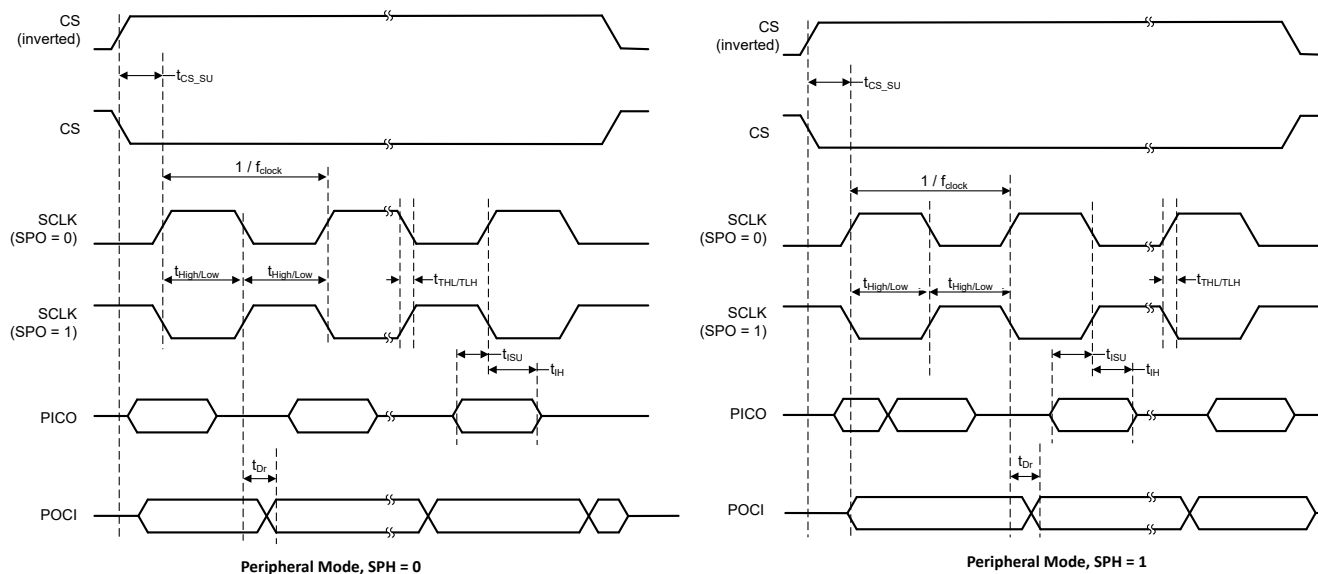 CS
(inverted)
tCS_SU
CS
1 / fclock
SCLK
(SPO = 0)
tHigh/Low
tHigh/Low
tTHL/TLH
SCLK
(SPO = 1)
tISU
tIH
PICO
tDr
POCI
Peripheral Mode, SPH = 0
CS
(inverted)
tCS_SU
CS
1 / fclock
SCLK
(SPO = 0)
tHigh/Low
tHigh/Low
tTHL/TLH
SCLK
(SPO = 1)
tISU
tIH
PICO
tDr
POCI
Peripheral Mode, SPH = 1